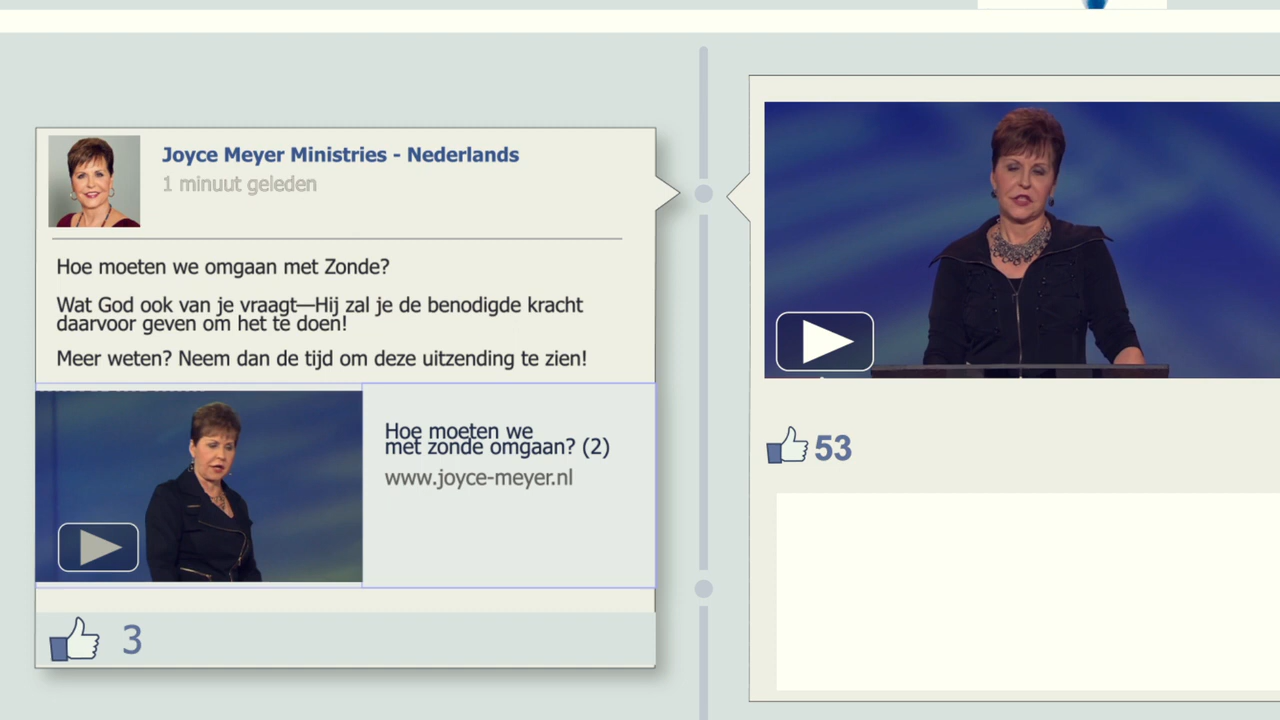 Joyce Meyer Ministries - Nederlands
1 minuut geleden
Hoe moeten we omgaan met Zonde?
Wat God ook van je vraagt—Hij zal je de benodigde kracht
daarvoor geven om het te doen!
Meer weten? Neem dan de tijd om deze uitzending te zien!
Hoe moeten we
met zonde omgaan? (2)
www.joyce-meyer.nl
3
53